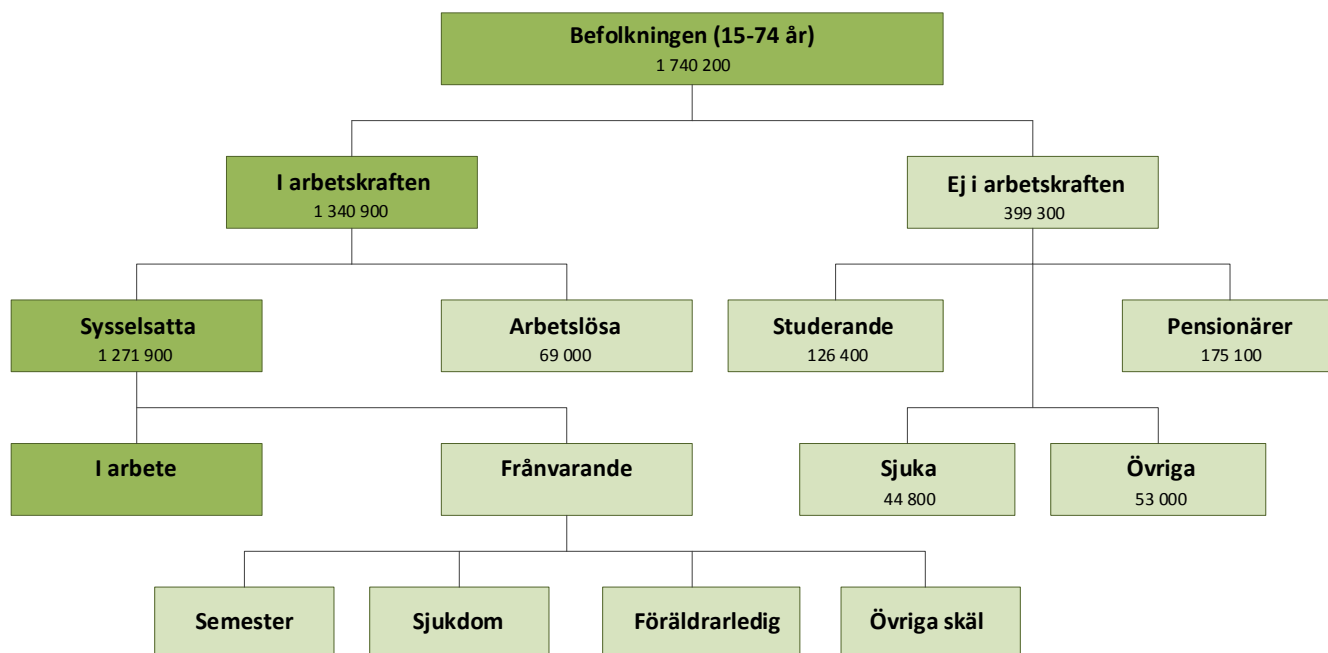 Befolkningen (15-74 år)
1 740 200
I arbetskraften
1 340 900
Ej i arbetskraften
399 300
Sysselsatta
1 271 900
Arbetslösa
69 000
Studerande
126 400
Pensionärer
175 100
I arbete
Frånvarande
Sjuka
44 800
Övriga
53 000
Semester
Sjukdom
Föräldrarledig
Övriga skäl